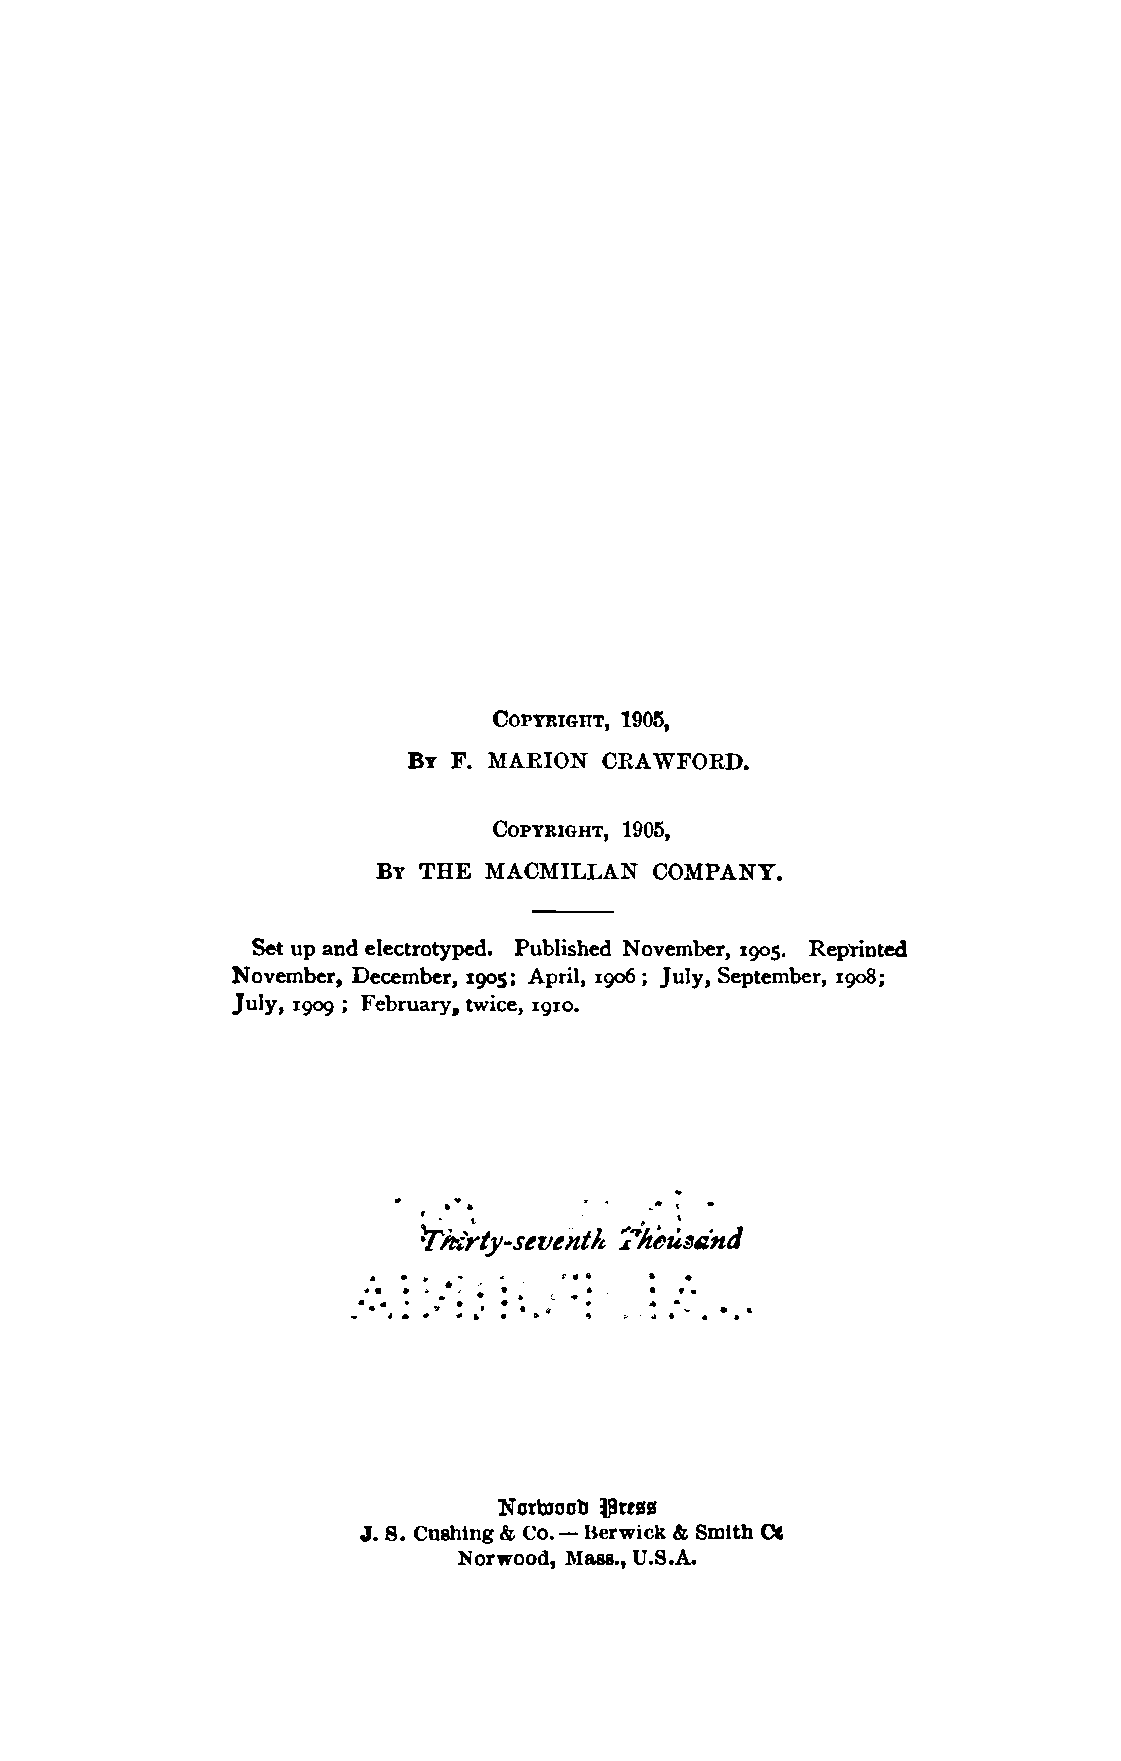 Copyright, 1905,
By F. MARION CRAWFORD.
Copyright, 1905,
By THE MACMILLAN COMPANY.
Set up and electrotyped. Published November, 1905. Reprinted
November, December, 1905; April, 1906; July, September, 1908;
July, 1909; February, twice, 1910.
Thirty-seventh Thousand
Norwood Press
J. S. Cushing & Co. — Berwick & Smith Co.
Norwood, Mass., U.S.A.